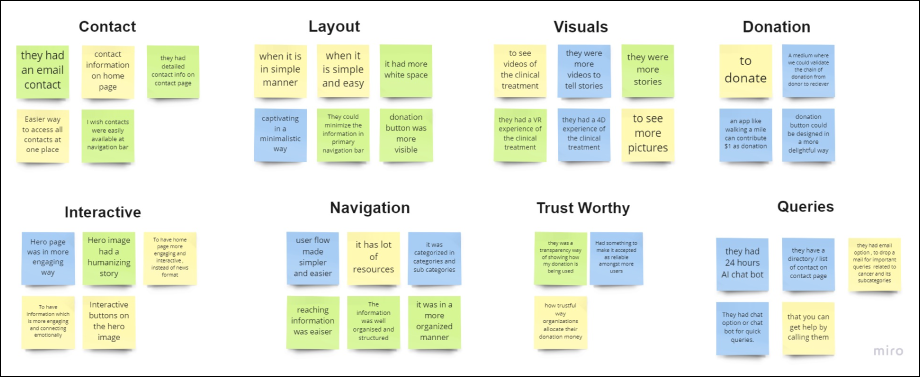 Contact
they had
an email
contact
contact
information
on home
page
they had
detailed
contact info on
contact page
Easier way
to access all
contacts at
one place
I wish contacts
were easily
available at
navigation bar
Layout
when it is
in simple
manner
when it is
simple
and easy
it had more
white space
captivating
in a
minimalistic
way
They could
minimize the
information in
primary
navigation bar
donation
button was
more
visible
Visuals
to see
videos of
the clinical
treatment
they were
more
videos to
tell stories
they were
more
stories
they had a VR
experience of
the clinical
treatment
they had a 4D
experience of
the clinical
treatment
to see
more
pictures
Donation
to
donate
A medium where
we could validate
the chain of
donation from
donor to reciever
an app like
walking a mile
can contribute
$1 as donation
donation
button could
be designed in
a more
delightful way
Interactive
Hero page
was in more
engaging
way
Hero image
had a
humanizing
story
To have home
page more
engaging and
interactive ,
instead of news
format
To have
information which
is more engaging
and connecting
emotionally
Interactive
buttons on
the hero
image
Navigation
user flow
made
simpler
and easier
it has lot
of
resources
it was
categorized in
categories and
sub categories
reaching
information
was eaiser
The
information
was well
organised and
structured
it was in a
more
organized
manner
Trust Worthy
they was a
transparency way
of showing how
my donation is
being used
Had something to
make it accepted
as reliable
amongst more
users
how trustful
way
organizations
allocate their
donation money
Queries
they had
24 hours
AI chat bot
they have a
directory / list
of contact on
contact page
they had email
option , to drop a
mail for important
queries related to
cancer and its
subcategories
They had chat
option or chat
bot for quick
queries.
that you can
get help by
calling them
miro